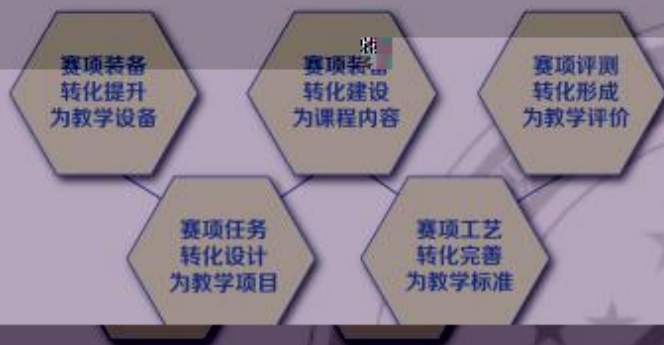 赛项装备
转化提升
为教学设备
赛项装
转化建设
为课程内容
赛项评测
转化形成
为教学评价
赛项任务
转化设计
为教学项目
赛项工艺
转化完善
为教学标准